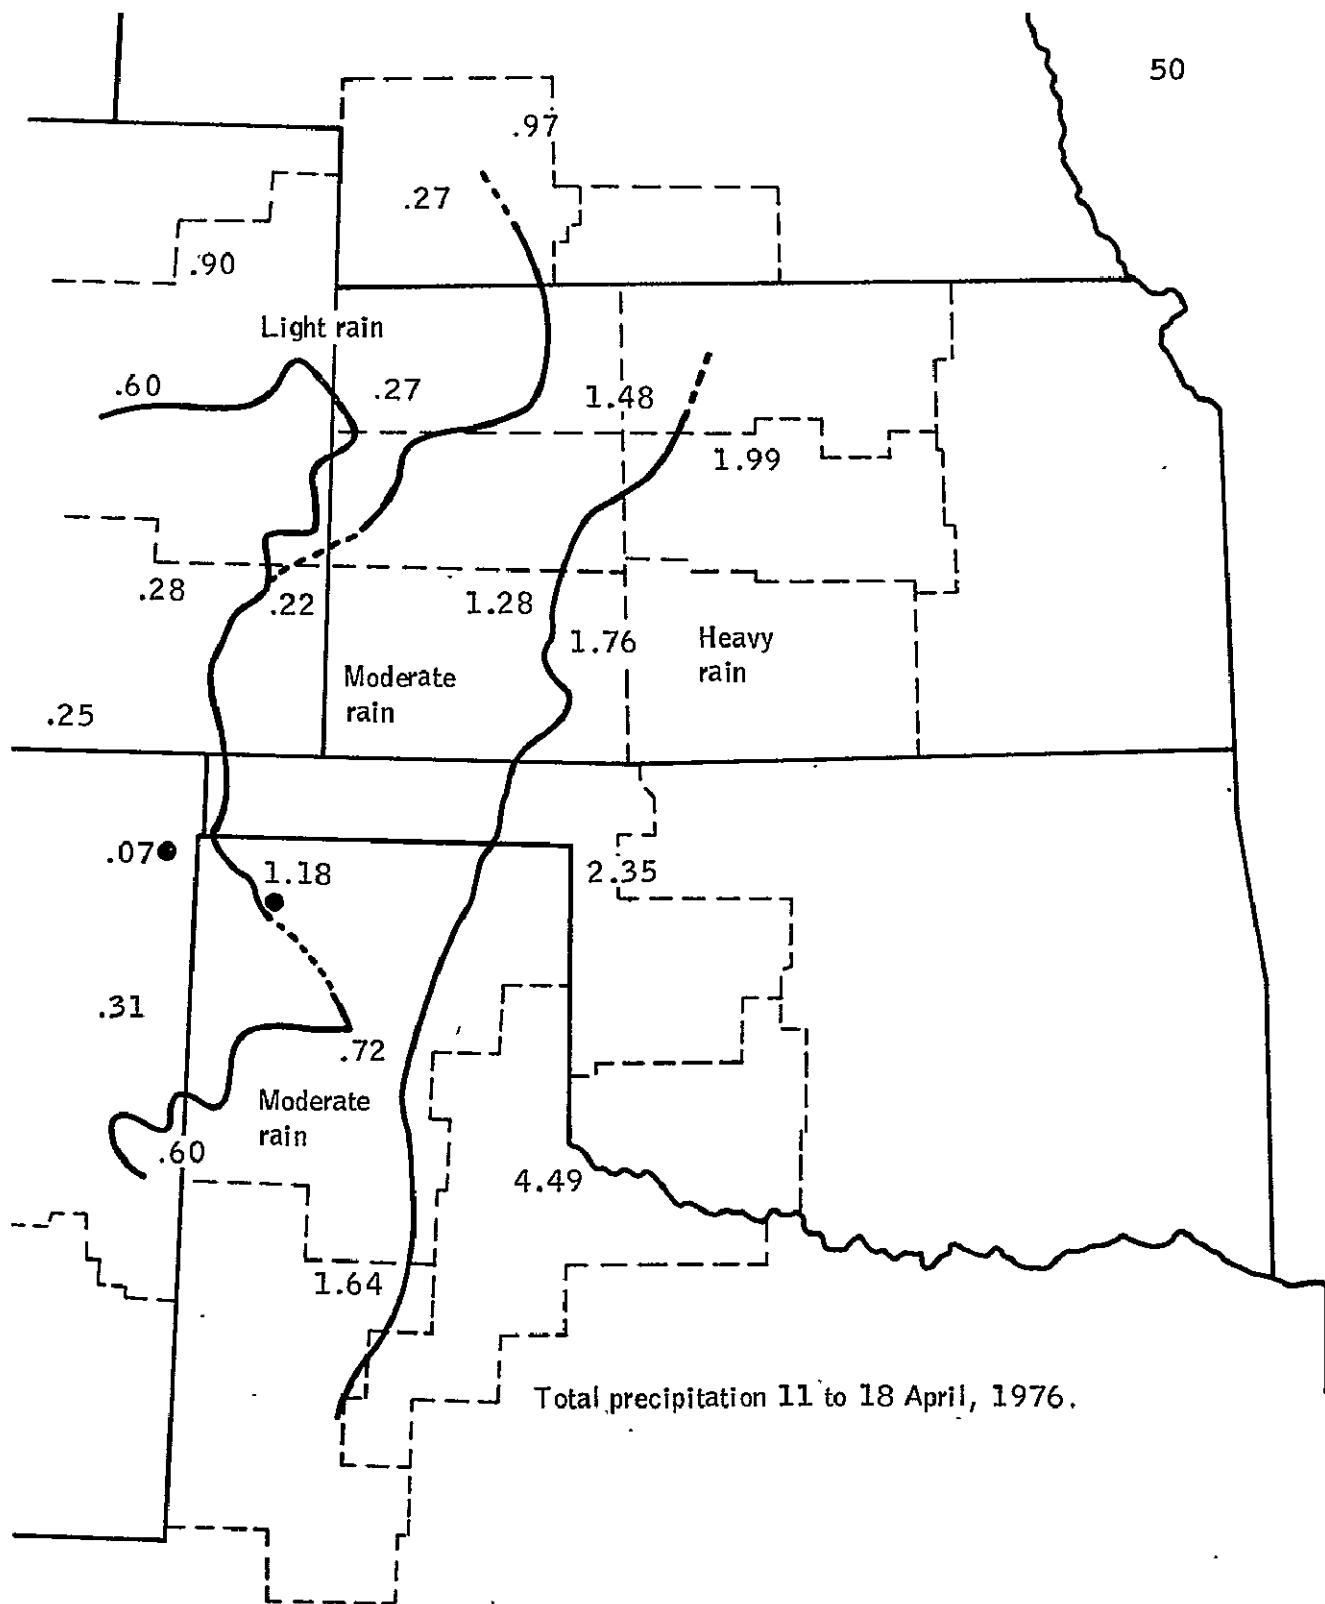 50
.97
.27
.90
Light rain
.60
.27
1.48
1.99
.28
.22
1.28
1.76
Heavy
rain
Moderate
rain
.25
.07
1.18
2.35
.31
.72
Moderate
rain
.60
4.49
1.64
Total precipitation 11 to 18 April, 1976.